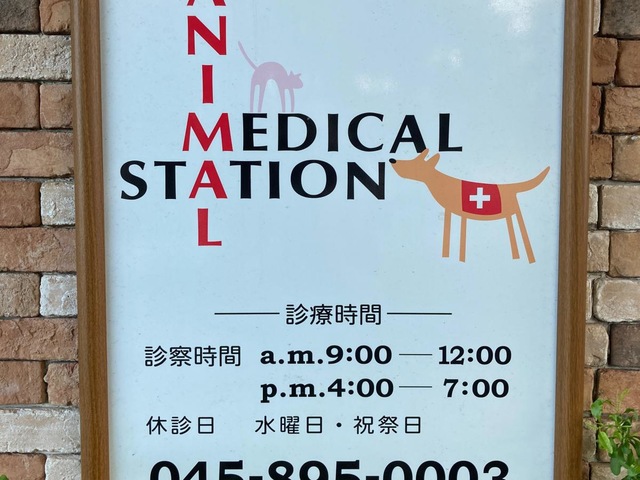 ANIMAL
MEDICAL
STATION
診療時間
診察時間 a.m.9:00 — 12:00
p.m.4:00 — 7:00
休診日 水曜日・祝祭日
045-895-0003